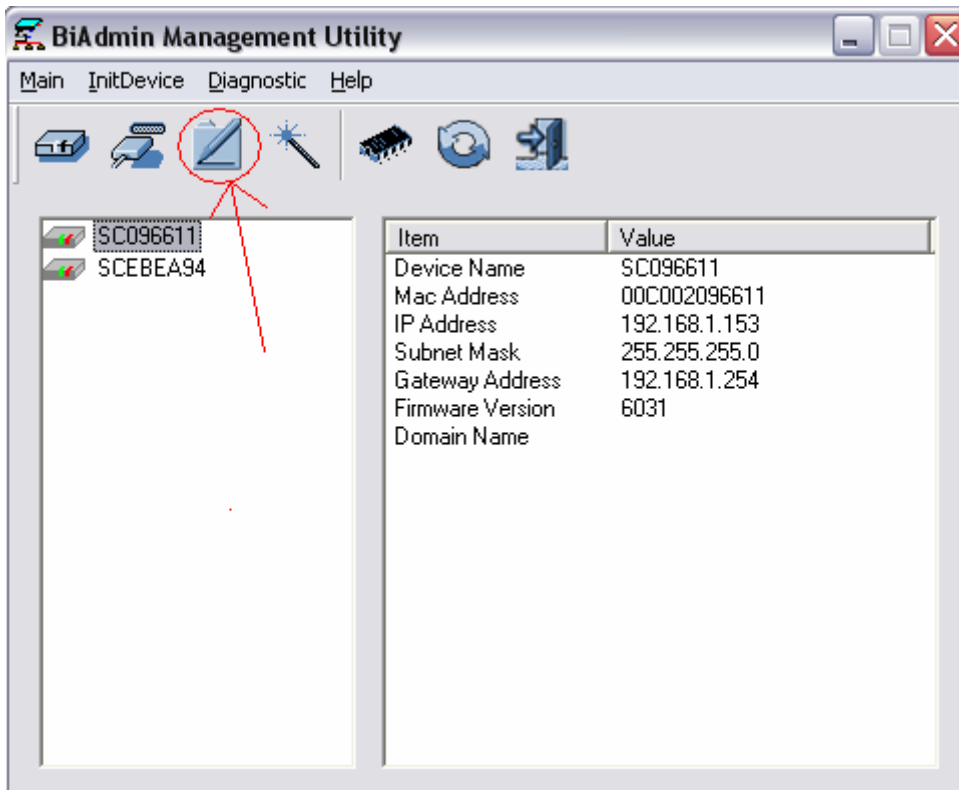 BiAdmin Management Utility
Main InitDevice Diagnostic Help
SC096611
SCEBEA94
Item Value
Device Name SC096611
Mac Address 00C002096611
IP Address 192.168.1.153
Subnet Mask 255.255.255.0
Gateway Address 192.168.1.254
Firmware Version 6031
Domain Name